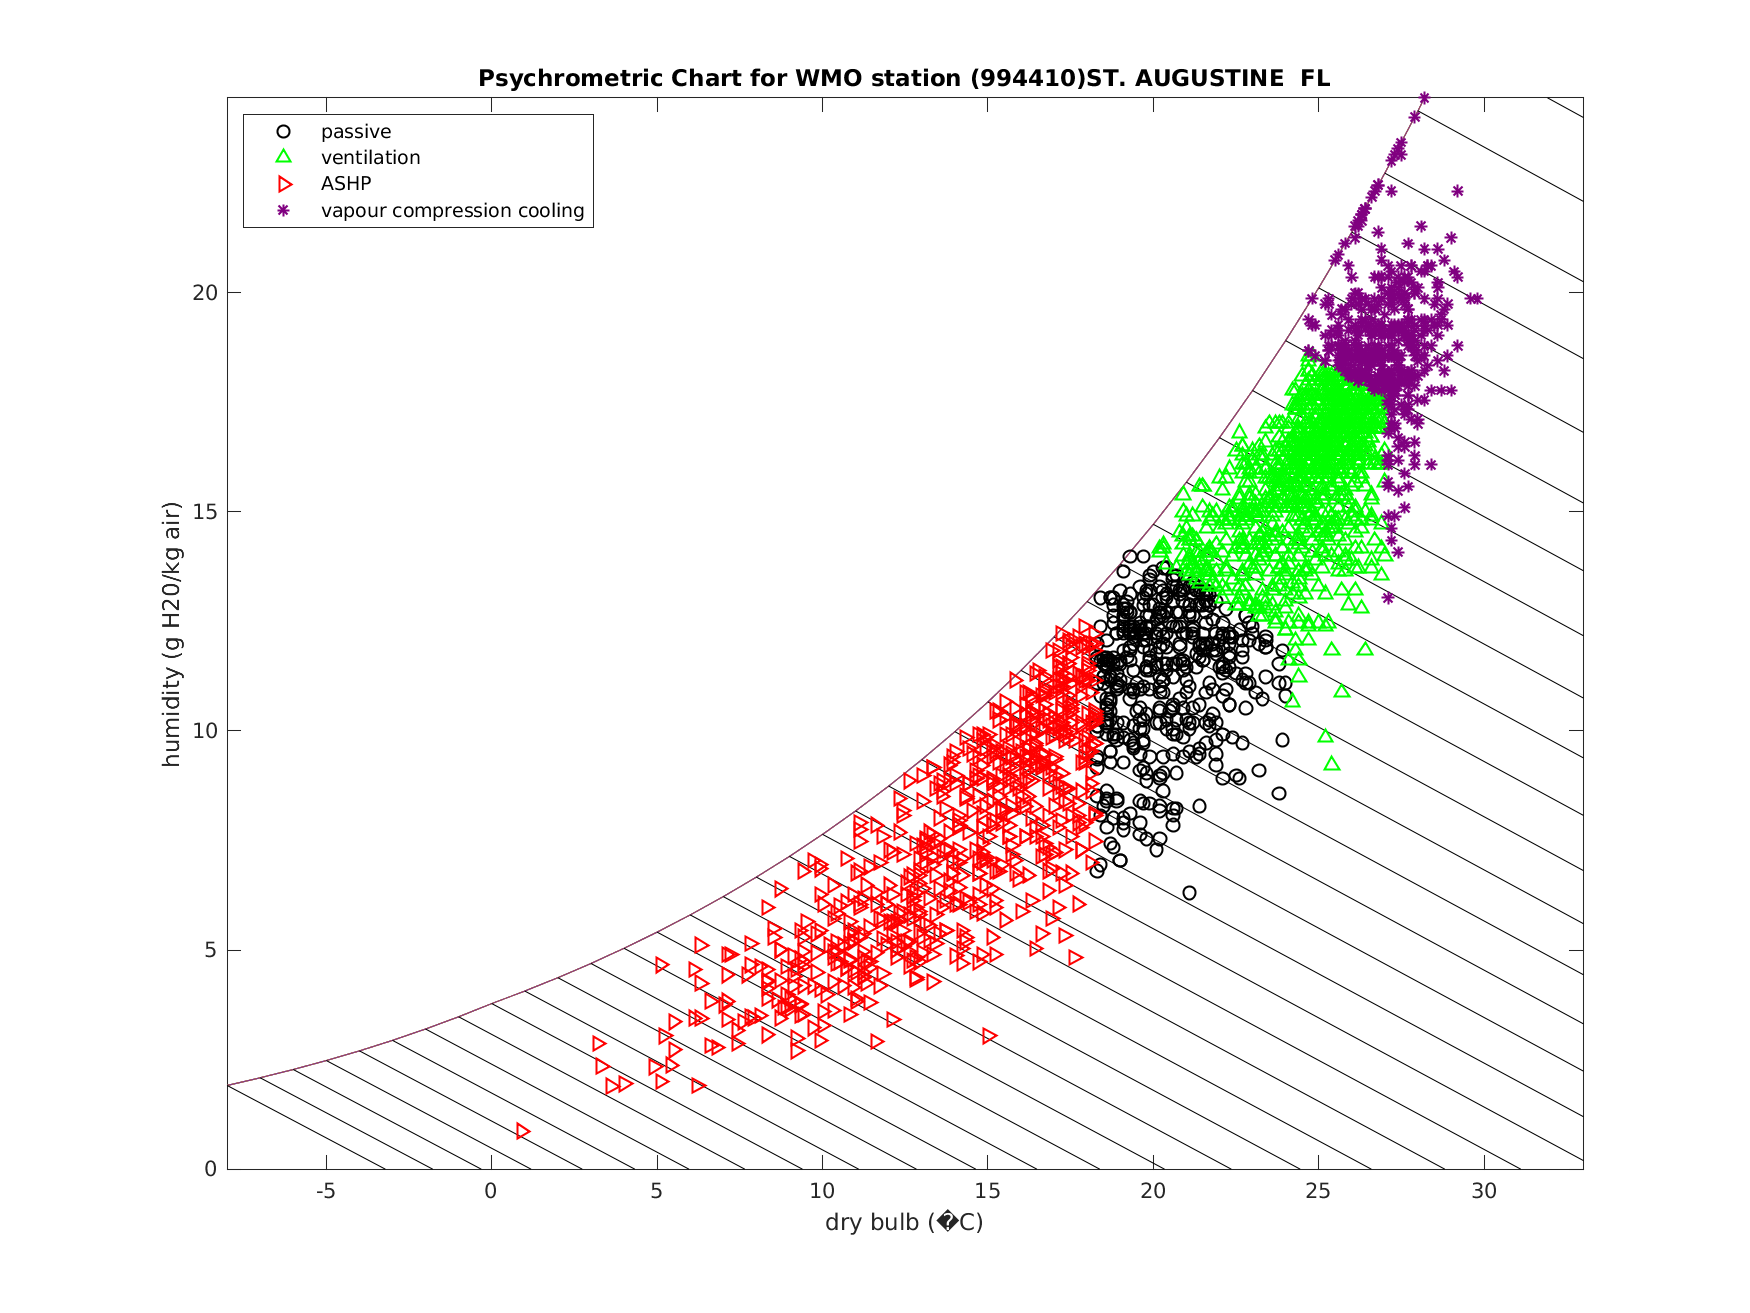 Psychrometric Chart for WMO station (994410)ST. AUGUSTINE  FL
passive
ventilation
ASHP
vapour compression cooling
humidity (g H20/kg air)
20
15
10
5
0
-5
0
5
10
15
20
25
30
dry bulb (�C)